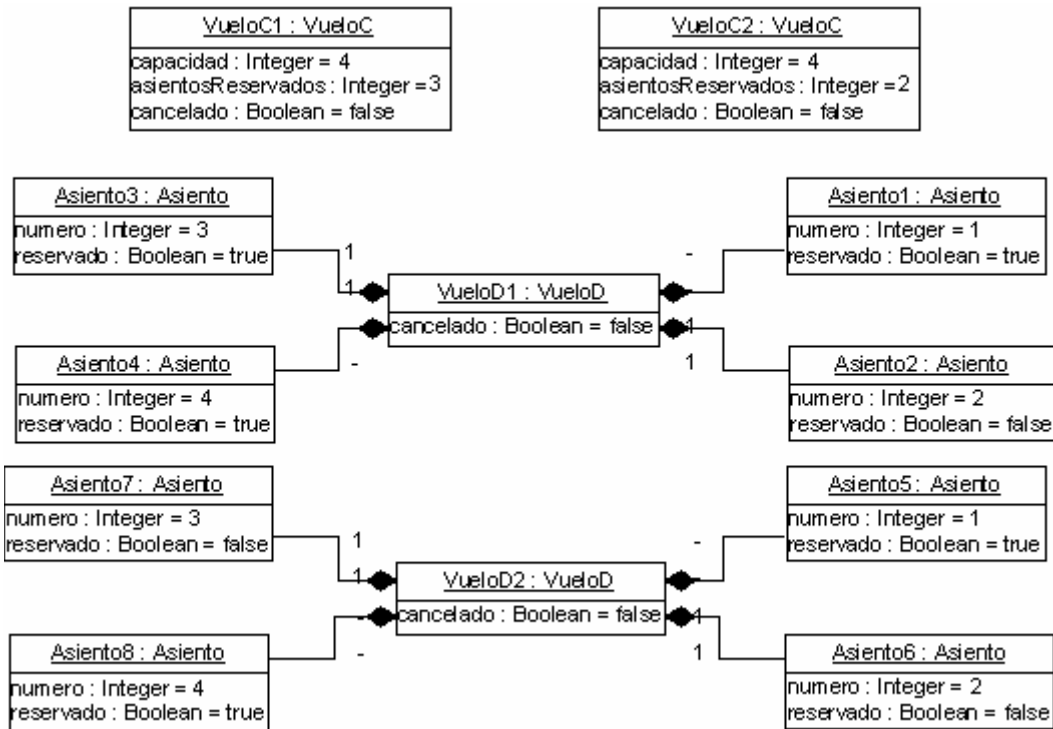 VueloC1 : VueloC
capacidad : Integer = 4
asientosReservados : Integer =3
cancelado : Boolean = false
VueloC2 : VueloC
capacidad : Integer = 4
asientosReservados : Integer =2
cancelado : Boolean = false
Asiento3 : Asiento
numero : Integer = 3
reservado : Boolean = true
Asiento1 : Asiento
numero : Integer = 1
reservado : Boolean = true
1
-
1
VueloD1 : VueloD
cancelado : Boolean = false
1
-
1
Asiento4 : Asiento
numero : Integer = 4
reservado : Boolean = true
Asiento2 : Asiento
numero : Integer = 2
reservado : Boolean = false
Asiento7 : Asiento
numero : Integer = 3
reservado : Boolean = false
Asiento5 : Asiento
numero : Integer = 1
reservado : Boolean = true
1
-
1
VueloD2 : VueloD
-
cancelado : Boolean = false
1
-
1
Asiento8 : Asiento
numero : Integer = 4
reservado : Boolean = true
Asiento6 : Asiento
numero : Integer = 2
reservado : Boolean = false